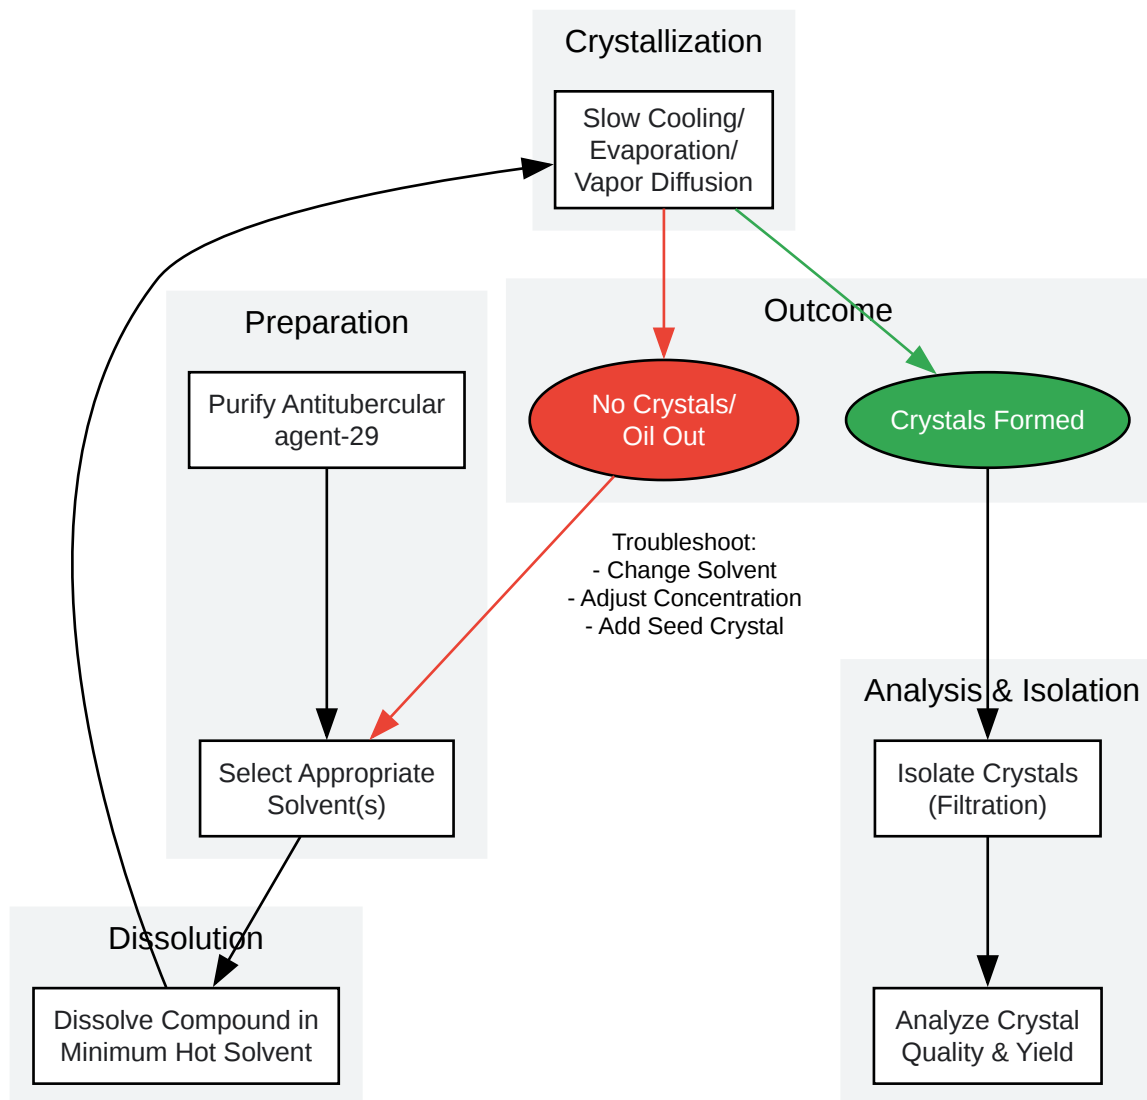 Crystallization
Slow Cooling/
Evaporation/
Vapor Diffusion
Preparation
Purify Antitubercular
agent-29
Select Appropriate
Solvent(s)
Outcome
No Crystals/
Oil Out
Crystals Formed
Troubleshoot:
- Change Solvent
- Adjust Concentration
- Add Seed Crystal
Analysis & Isolation
Isolate Crystals
(Filtration)
Analyze Crystal
Quality & Yield
Dissolution
Dissolve Compound in
Minimum Hot Solvent